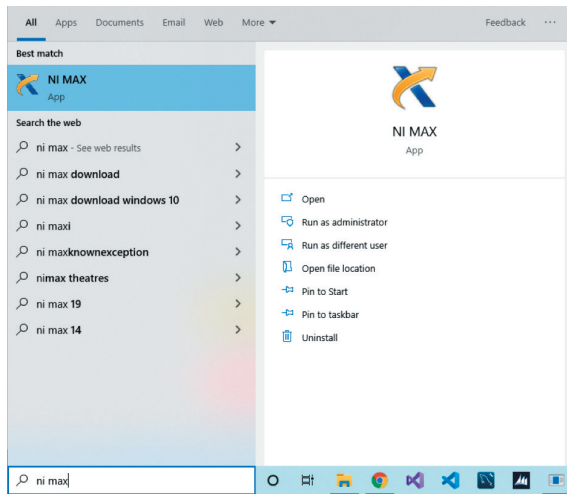 All Apps Documents Email Web More Feedback ...
Best match
NI MAX
App
Search the web
ni max - See web results
ni max download
ni max download windows 10
ni maxi
ni maxknownexception
nimax theatres
ni max 19
ni max 14
NI MAX
App
Open
Run as administrator
Run as different user
Open file location
Pin to Start
Pin to taskbar
Uninstall
ni max